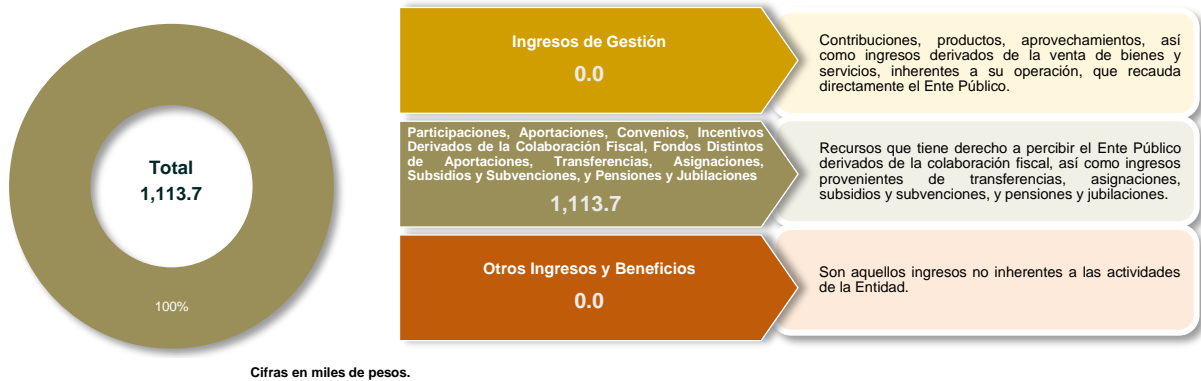 Total
1,113.7
100%
Ingresos de Gestión
0.0
Contribuciones, productos, aprovechamientos, así
como ingresos derivados de la venta de bienes y
servicios, inherentes a su operación, que recauda
directamente el Ente Público.
Participaciones, Aportaciones, Convenios, Incentivos
Derivados de la Colaboración Fiscal, Fondos Distintos
de Aportaciones, Transferencias, Asignaciones,
Subsidios y Subvenciones, y Pensiones y Jubilaciones
1,113.7
Recursos que tiene derecho a percibir el Ente Público
derivados de la colaboración fiscal, así como ingresos
provenientes de transferencias, asignaciones,
subsidios y subvenciones, y pensiones y jubilaciones.
Otros Ingresos y Beneficios
0.0
Son aquellos ingresos no inherentes a las actividades
de la Entidad.
Cifras en miles de pesos.